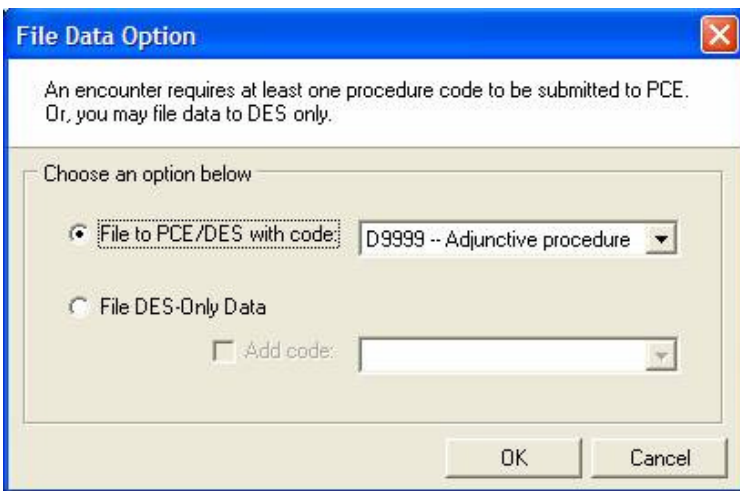 File Data Option
An encounter requires at least one procedure code to be submitted to PCE.
Or, you may file data to DES only.
Choose an option below
File to PCE/DES with code: D9999 -- Adjunctive procedure
File DES-Only Data
Add code:
OK Cancel